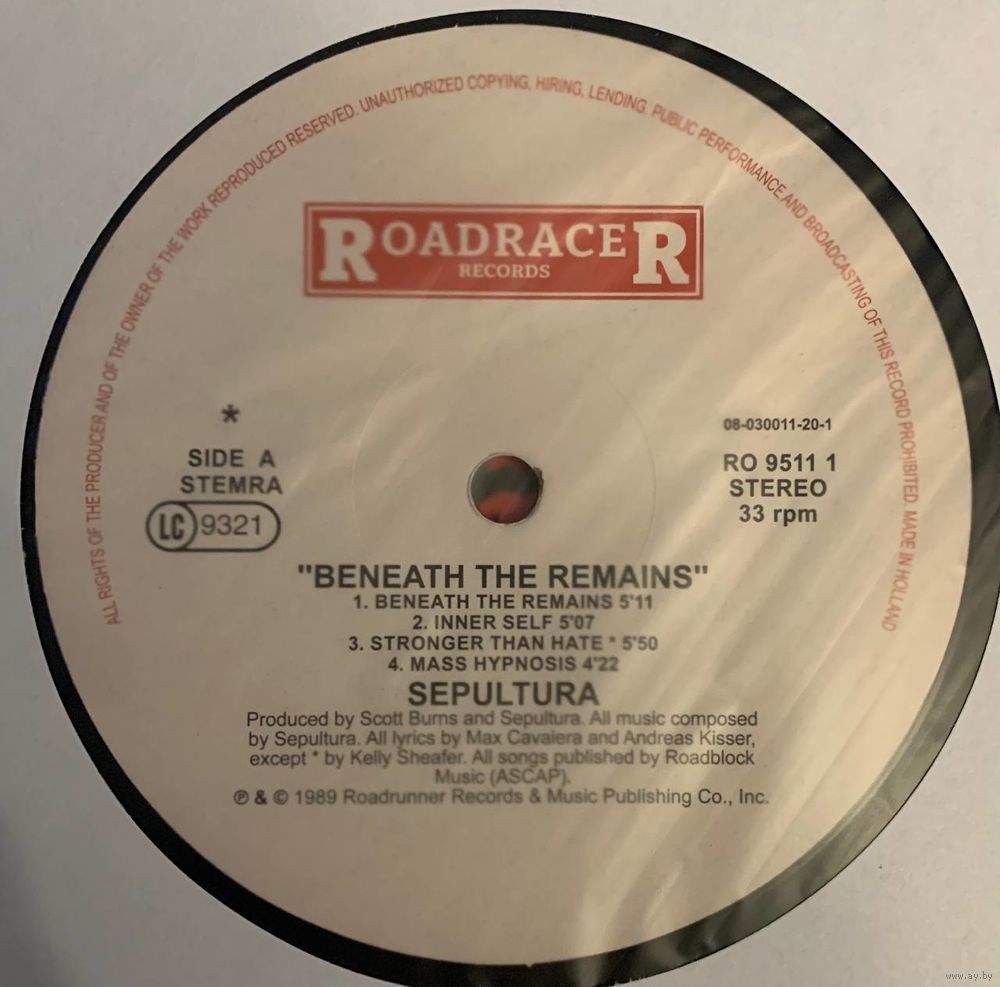 ALL RIGHTS OF THE PRODUCER AND OF THE OWNER OF THE WORK REPRODUCED RESERVED. UNAUTHORIZED COPYING, HIRING, LENDING. PUBLIC PERFORMANCE AND BROADCASTING OF THIS RECORD PROHIBITED. MADE IN HOLLAND
ROADRACER
RECORDS
*
SIDE A
STEMRA
LC 9321
08-030011-20-1
RO 9511 1
STEREO
33 rpm
"BENEATH THE REMAINS"
1. BENEATH THE REMAINS 5'11
2. INNER SELF 5'07
3. STRONGER THAN HATE * 5'50
4. MASS HYPNOSIS 4'22
SEPULTURA
Produced by Scott Burns and Sepultura. All music composed
by Sepultura. All lyrics by Max Cavalera and Andreas Kisser,
except * by Kelly Sheafer. All songs published by Roadblock
Music (ASCAP).
℗ & © 1989 Roadrunner Records & Music Publishing Co., Inc.
www.ay.by